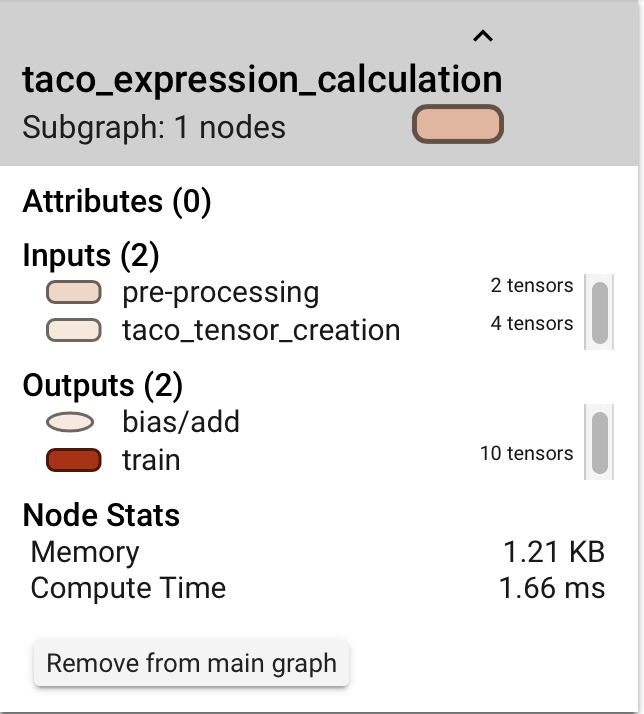 taco_expression_calculation
Subgraph: 1 nodes
Attributes (0)
Inputs (2)
pre-processing 2 tensors
taco_tensor_creation 4 tensors
Outputs (2)
bias/add
train 10 tensors
Node Stats
Memory 1.21 KB
Compute Time 1.66 ms
Remove from main graph